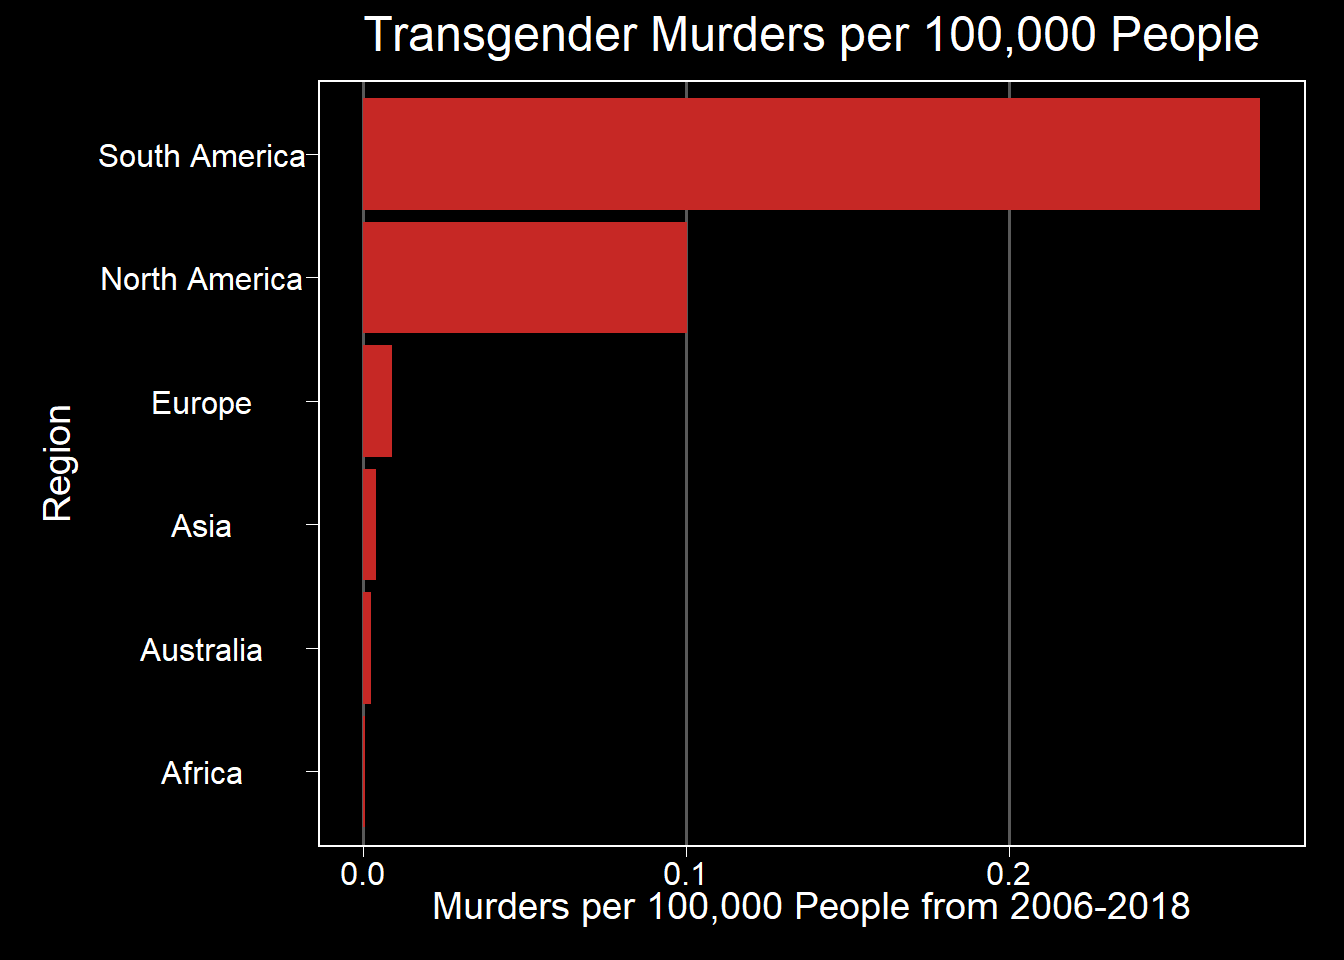 Transgender Murders per 100,000 People
South America
North America
Europe
Asia
Australia
Africa
Region
0.0 0.1 0.2
Murders per 100,000 People from 2006-2018